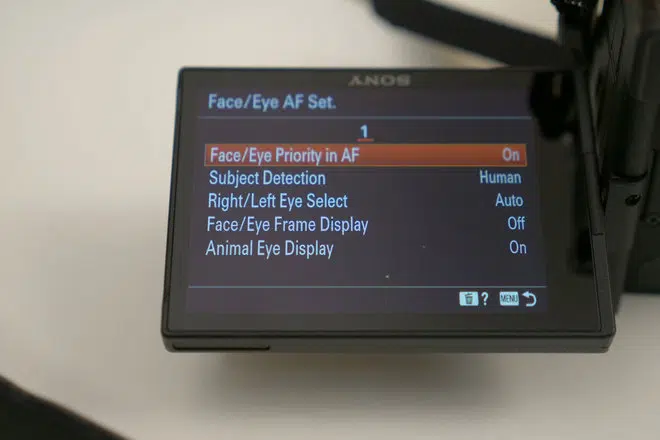 SONY
Face/Eye AF Set.
1
Face/Eye Priority in AF On
Subject Detection Human
Right/Left Eye Select Auto
Face/Eye Frame Display Off
Animal Eye Display On
? MENU